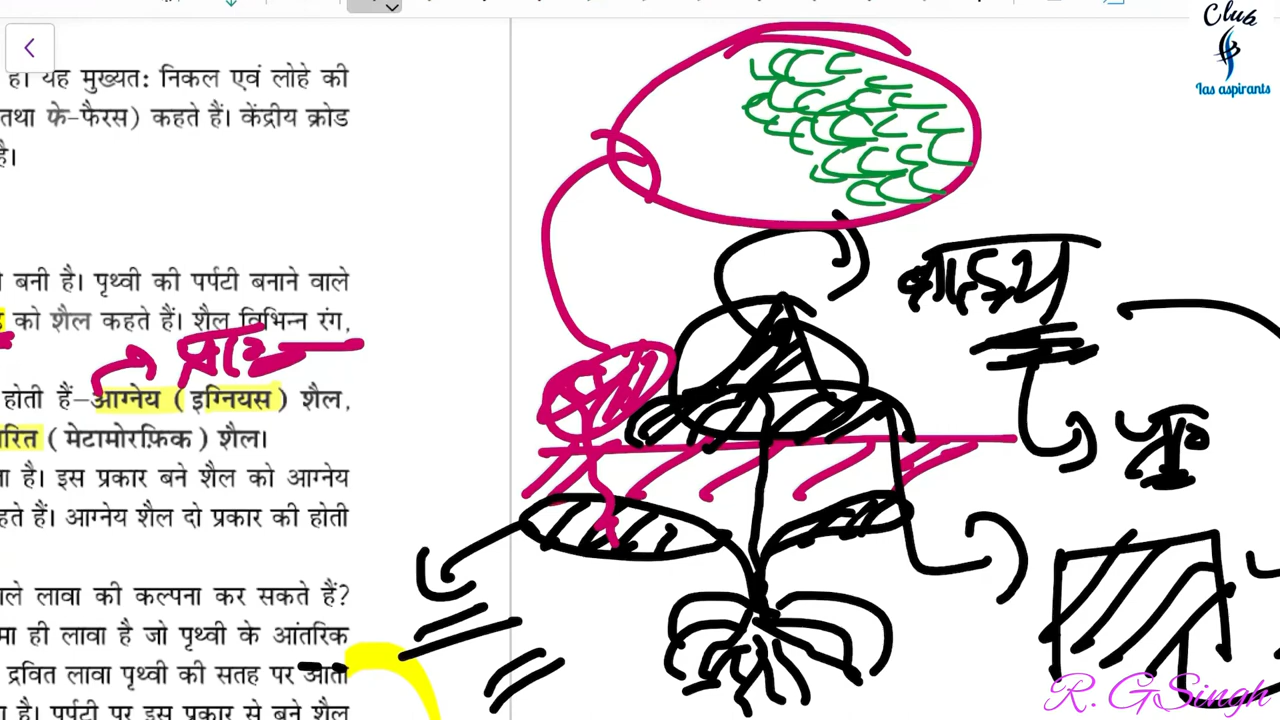 है। यह मुख्यत: निकल एवं लोहे की
तथा फे-फैरस) कहते हैं। केंद्रीय क्रोड
है।
बनी है। पृथ्वी की पर्पटी बनाने वाले
को शैल कहते हैं। शैल विभिन्न रंग,
होती हैं–आग्नेय (इग्नियस) शैल,
(मेटामोरफ़िक) शैल।
है। इस प्रकार बने शैल को आग्नेय
हैं। आग्नेय शैल दो प्रकार की होती
लावा की कल्पना कर सकते हैं?
ही लावा है जो पृथ्वी के आंतरिक
द्रवित लावा पृथ्वी की सतह पर आता
है। पर्पटी पर इस प्रकार से बने शैल
Club
Ias aspirants
R. GSingh